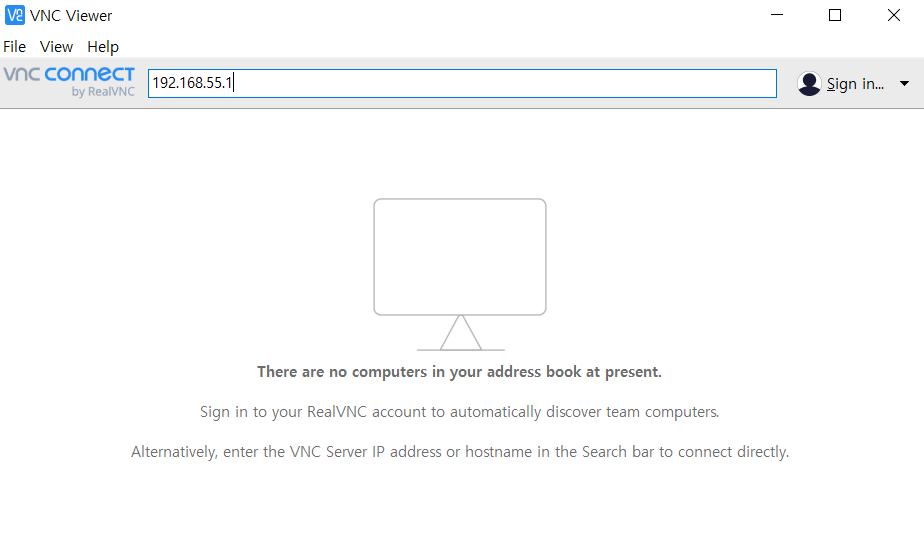 VNC Viewer
File View Help
vnc connect
by RealVNC
192.168.55.1
Sign in...
There are no computers in your address book at present.
Sign in to your RealVNC account to automatically discover team computers.
Alternatively, enter the VNC Server IP address or hostname in the Search bar to connect directly.